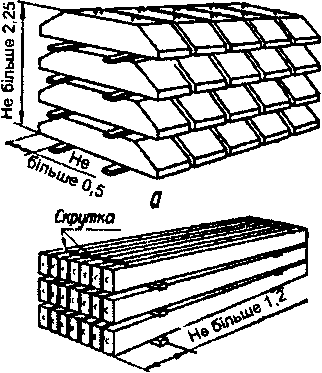 Не більше 2,25
Не
більше 0,5
а
Скрутка
Не більше 1,2